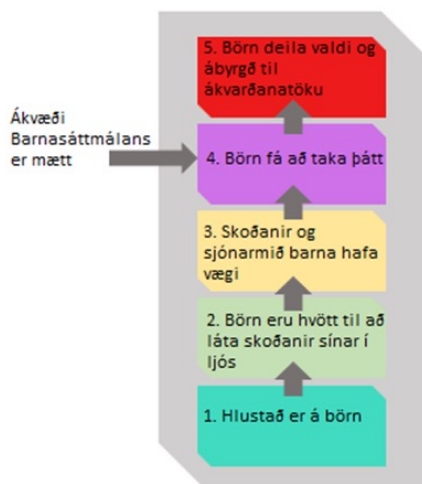 5. Börn deila valdi og
ábyrgð til
ákvarðanatöku
Ákvæði
Barnasáttmálans
er mætt
4. Börn fá að taka þátt
3. Skoðanir og
sjónarmið barna hafa
vægi
2. Börn eru hvött til að
láta skoðanir sínar í
ljós
1. Hlustað er á börn